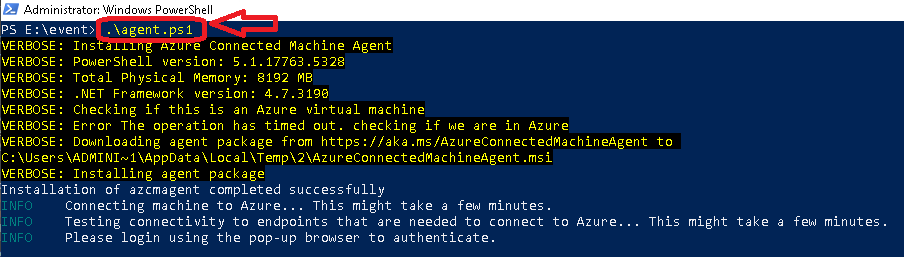 Administrator: Windows PowerShell
PS E:\event> .\agent.ps1
VERBOSE: Installing Azure Connected Machine Agent
VERBOSE: PowerShell version: 5.1.17763.5328
VERBOSE: Total Physical Memory: 8192 MB
VERBOSE: .NET Framework version: 4.7.3190
VERBOSE: Checking if this is an Azure virtual machine
VERBOSE: Error The operation has timed out. checking if we are in Azure
VERBOSE: Downloading agent package from https://aka.ms/AzureConnectedMachineAgent to
C:\Users\ADMINI~1\AppData\Local\Temp\2\AzureConnectedMachineAgent.msi
VERBOSE: Installing agent package
Installation of azcmagent completed successfully
INFO    Connecting machine to Azure... This might take a few minutes.
INFO    Testing connectivity to endpoints that are needed to connect to Azure... This might take a few minutes.
INFO    Please login using the pop-up browser to authenticate.